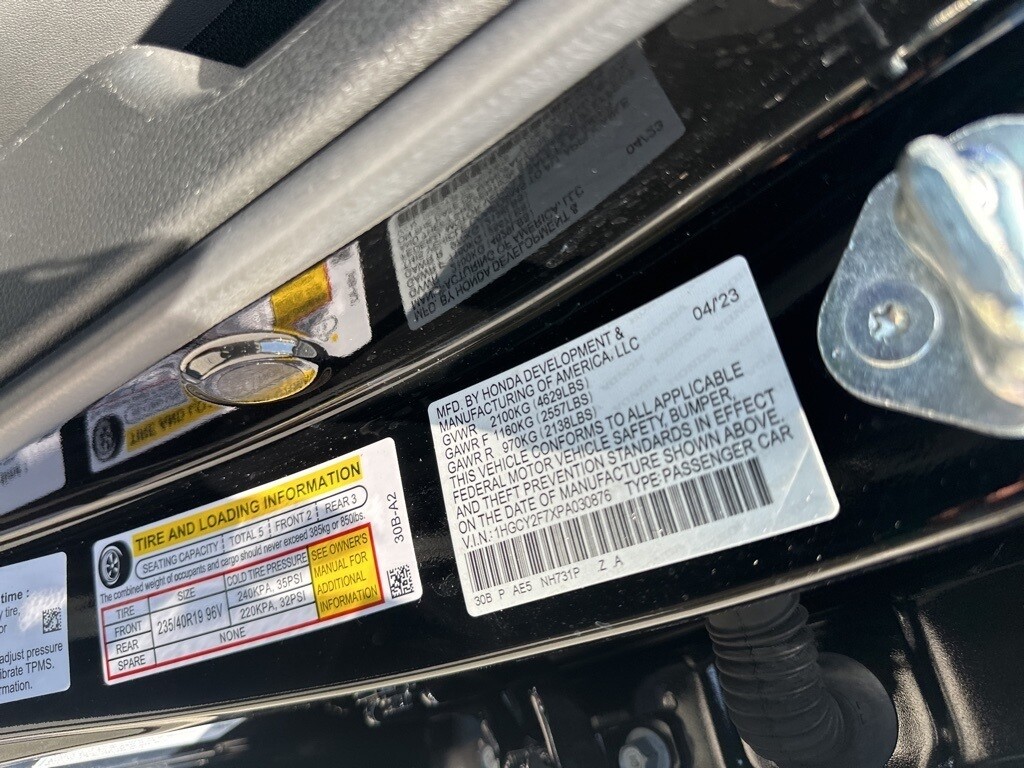 MFD. BY HONDA DEVELOPMENT &
MANUFACTURING OF AMERICA, LLC
04/23
GVWR 2100KG (4629LBS)
GAWR F 1160KG (2557LBS)
GAWR R 970KG (2138LBS)
THIS VEHICLE CONFORMS TO ALL APPLICABLE
FEDERAL MOTOR VEHICLE SAFETY, BUMPER,
AND THEFT PREVENTION STANDARDS IN EFFECT
ON THE DATE OF MANUFACTURE SHOWN ABOVE.
V.I.N.: 1HGCY2F7XPA030876 TYPE:PASSENGER CAR
30B P AE5 NH731P Z A
TIRE AND LOADING INFORMATION
SEATING CAPACITY TOTAL 5 FRONT 2 REAR 3
The combined weight of occupants and cargo should never exceed 385kg or 850lbs.
TIRE SIZE COLD TIRE PRESSURE
FRONT 235/40R19 96V 240KPA, 35PSI
REAR 220KPA, 32PSI
SPARE NONE
SEE OWNER'S
MANUAL FOR
ADDITIONAL
INFORMATION
30B-A2
time :
tire,
or
adjust pressure
TPMS.